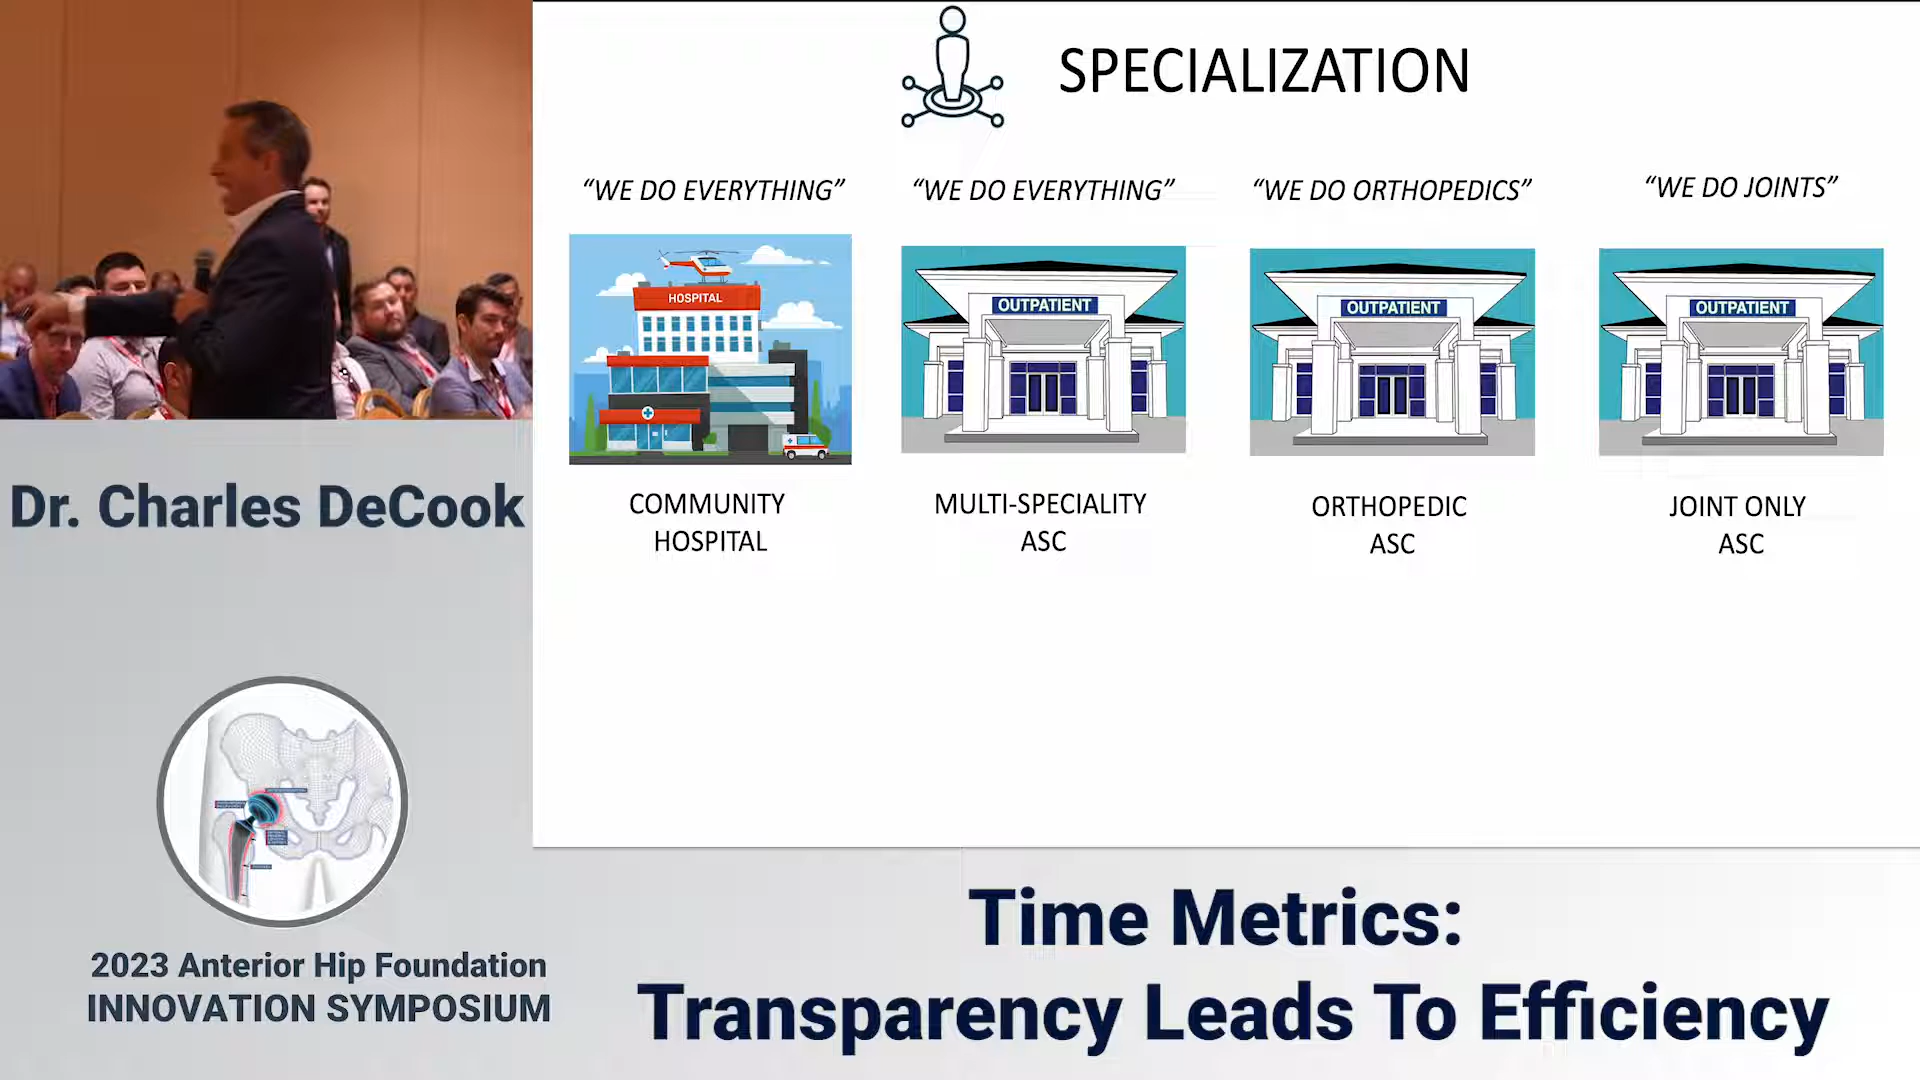 SPECIALIZATION
“WE DO EVERYTHING”
“WE DO EVERYTHING”
“WE DO ORTHOPEDICS”
“WE DO JOINTS”
HOSPITAL
OUTPATIENT
OUTPATIENT
OUTPATIENT
COMMUNITY
HOSPITAL
MULTI-SPECIALITY
ASC
ORTHOPEDIC
ASC
JOINT ONLY
ASC
Dr. Charles DeCook
2023 Anterior Hip Foundation
INNOVATION SYMPOSIUM
Time Metrics:
Transparency Leads To Efficiency